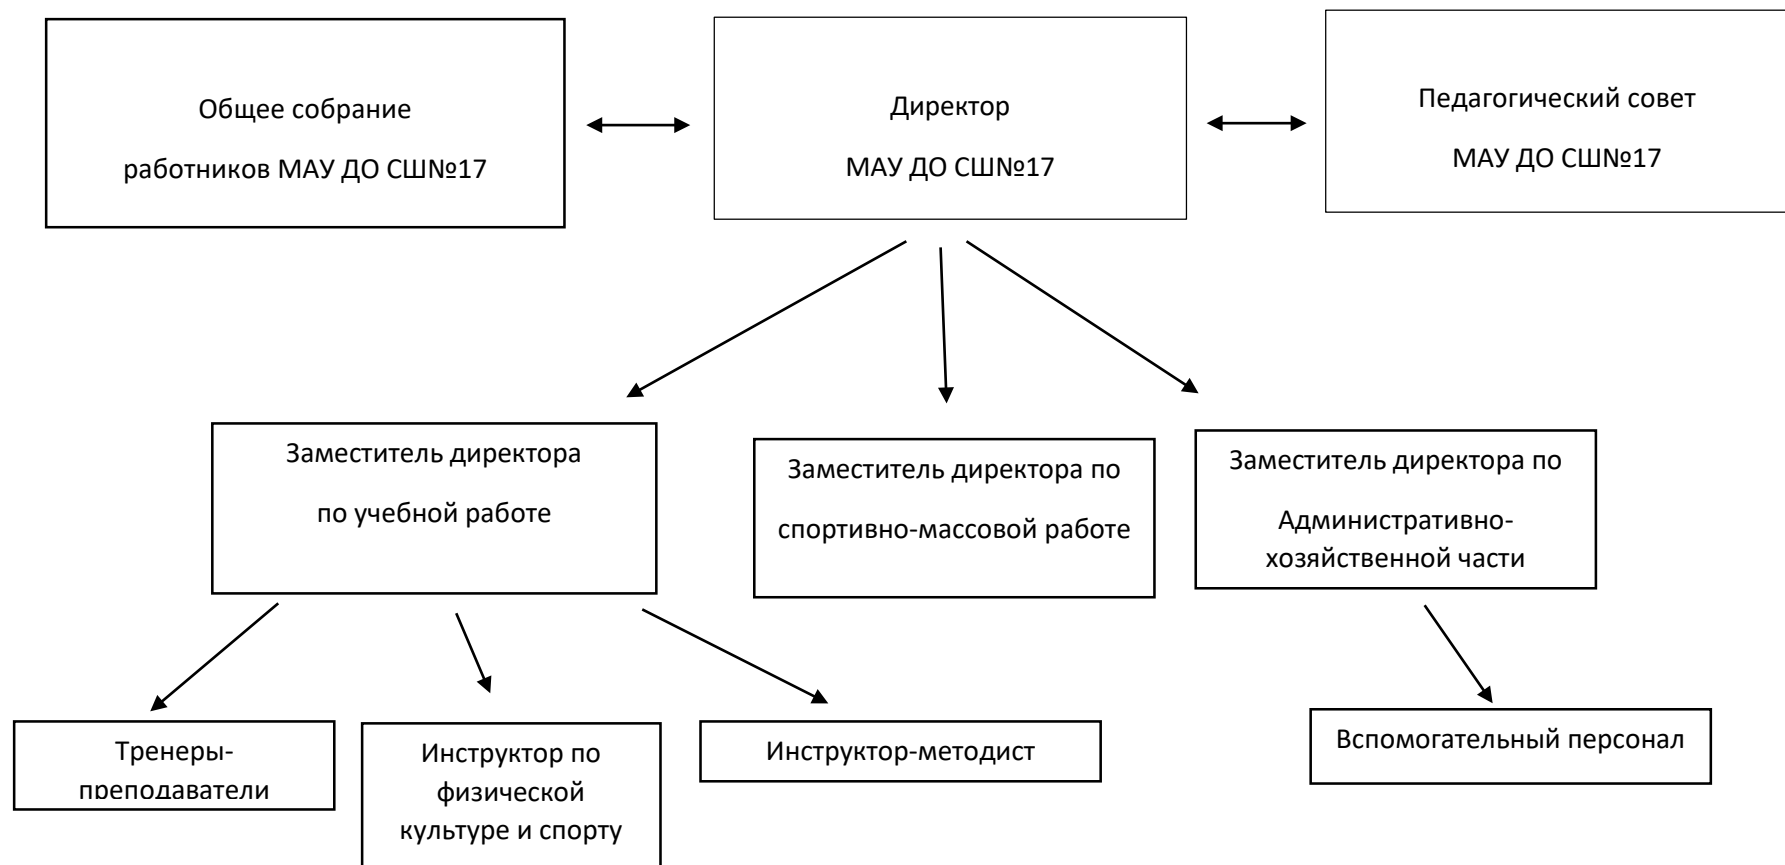 Общее собрание
работников МАУ ДО СШ№17
Директор
МАУ ДО СШ№17
Педагогический совет
МАУ ДО СШ№17
Заместитель директора
по учебной работе
Заместитель директора по
спортивно-массовой работе
Заместитель директора по
Административно-
хозяйственной части
Тренеры-
преподаватели
Инструктор по
физической
культуре и спорту
Инструктор-методист
Вспомогательный персонал